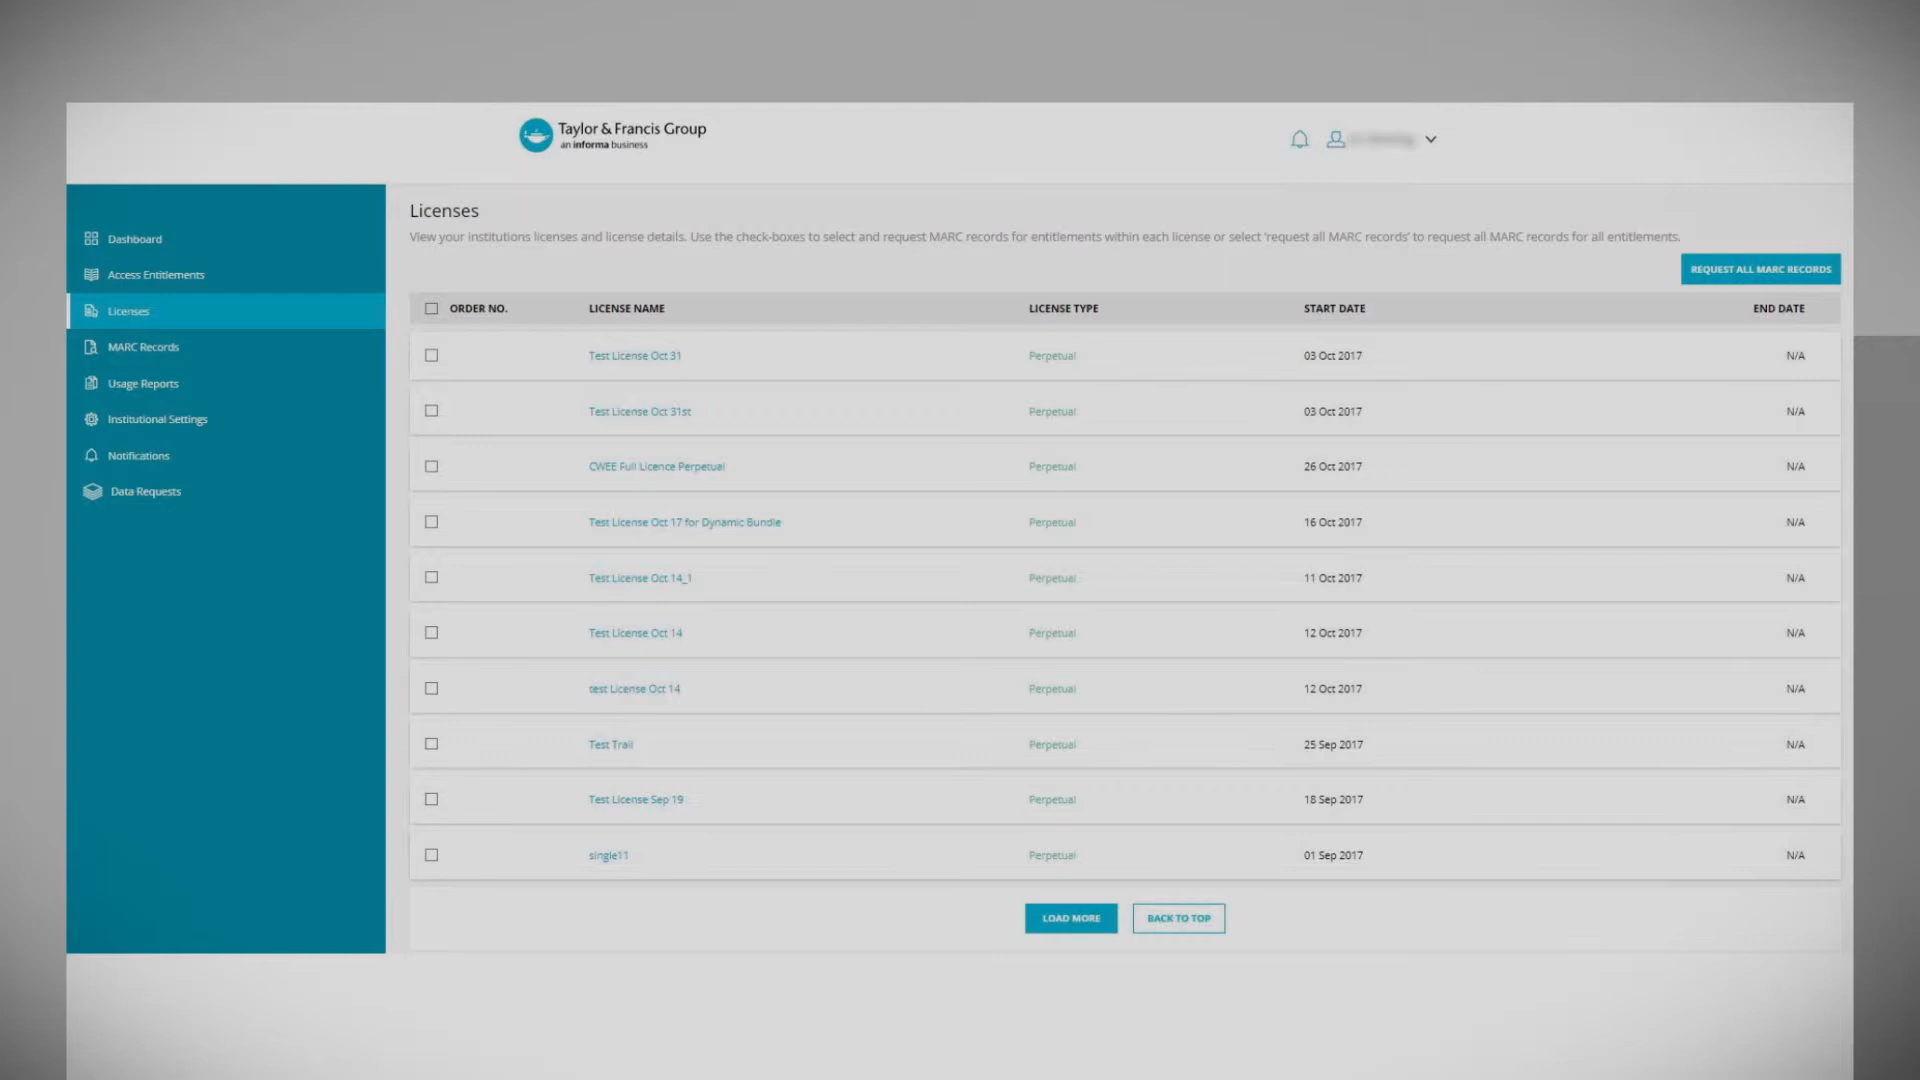 Taylor & Francis Group
an informa business
Dashboard
Access Entitlements
Licenses
MARC Records
Usage Reports
Institutional Settings
Notifications
Data Requests
Licenses
View your institutions licenses and license details. Use the check-boxes to select and request MARC records for entitlements within each license or select 'request all MARC records' to request all MARC records for all entitlements.
REQUEST ALL MARC RECORDS
ORDER NO. LICENSE NAME LICENSE TYPE START DATE END DATE
Test License Oct 31 Perpetual 03 Oct 2017 N/A
Test License Oct 31st Perpetual 03 Oct 2017 N/A
CWEE Full Licence Perpetual Perpetual 26 Oct 2017 N/A
Test License Oct 17 for Dynamic Bundle Perpetual 16 Oct 2017 N/A
Test License Oct 14_1 Perpetual 11 Oct 2017 N/A
Test License Oct 14 Perpetual 12 Oct 2017 N/A
test License Oct 14 Perpetual 12 Oct 2017 N/A
Test Trail Perpetual 25 Sep 2017 N/A
Test License Sep 19 Perpetual 18 Sep 2017 N/A
single11 Perpetual 01 Sep 2017 N/A
LOAD MORE BACK TO TOP